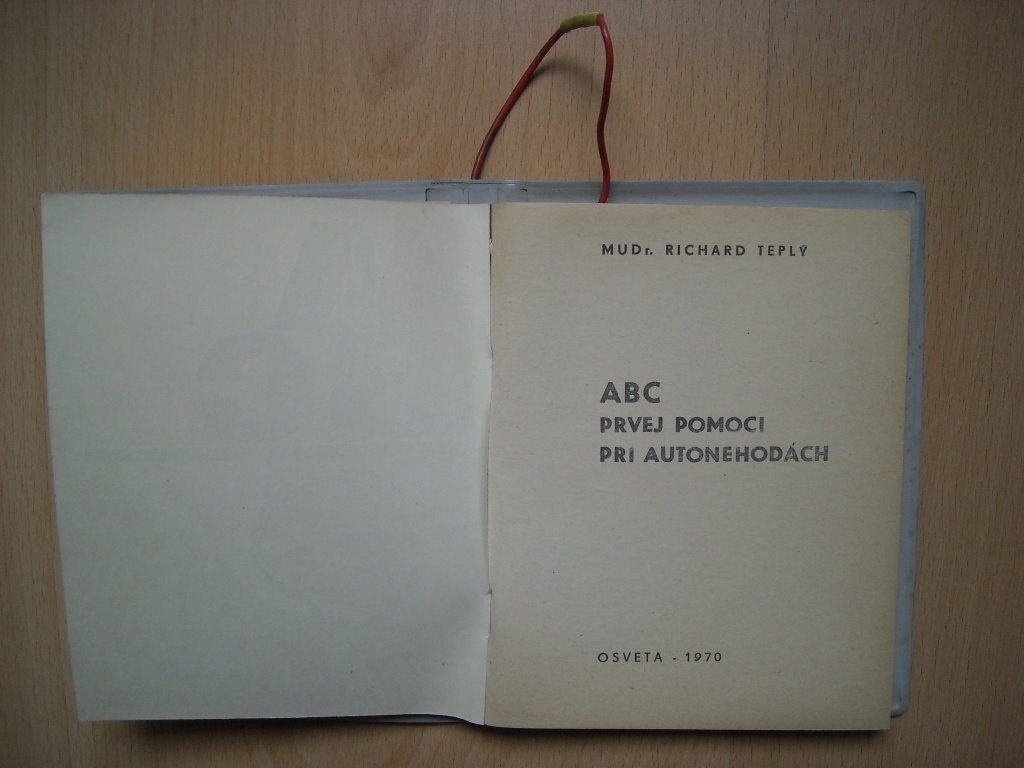 MUDr. RICHARD TEPLÝ
ABC
PRVEJ POMOCI
PRI AUTONEHODÁCH
OSVETA - 1970